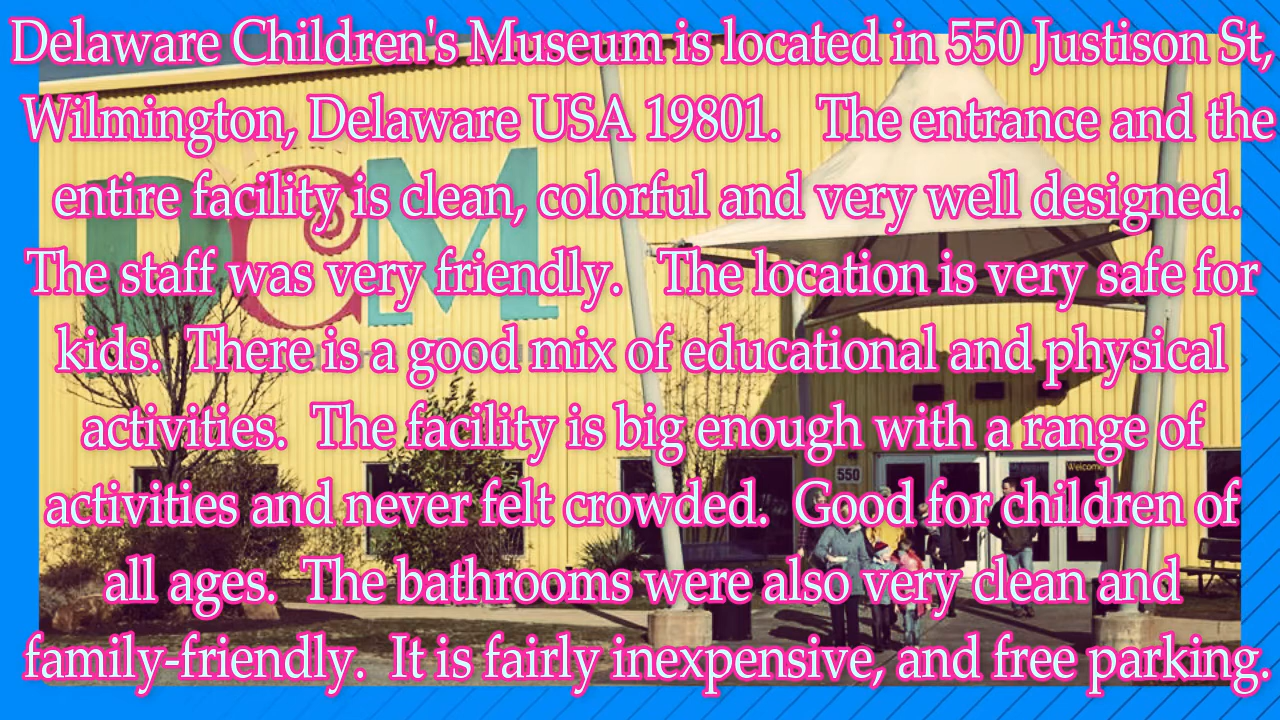 Delaware Children's Museum is located in 550 Justison St,
Wilmington, Delaware USA 19801. The entrance and the
entire facility is clean, colorful and very well designed.
The staff was very friendly. The location is very safe for
kids. There is a good mix of educational and physical
activities. The facility is big enough with a range of
activities and never felt crowded. Good for children of
all ages. The bathrooms were also very clean and
family-friendly. It is fairly inexpensive, and free parking.
DCM
550
Welcome